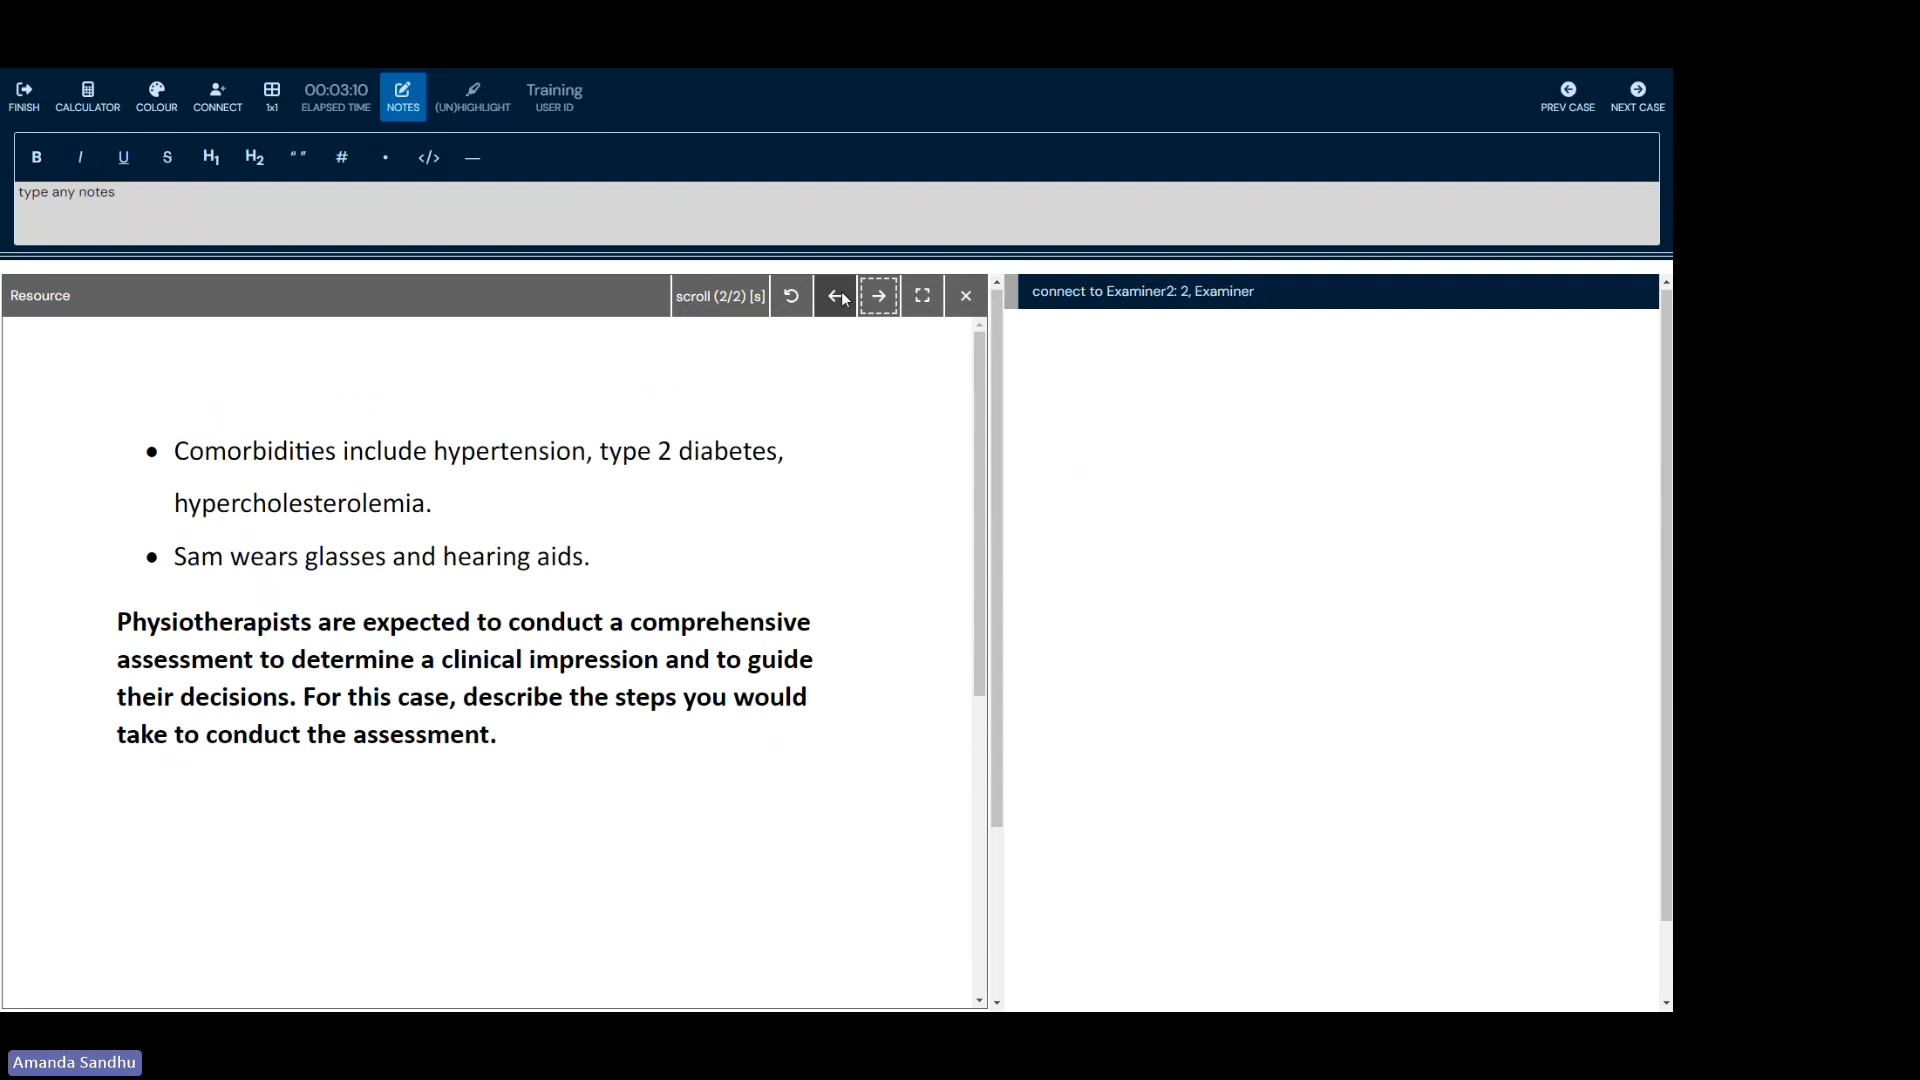 FINISH
CALCULATOR
COLOUR
CONNECT
1x1
00:03:10
ELAPSED TIME
NOTES
(UN)HIGHLIGHT
Training
USER ID
PREV CASE
NEXT CASE
B I U S H1 H2 “ ” # • </> —
type any notes
Resource
scroll (2/2) [s]
connect to Examiner2: 2, Examiner
• Comorbidities include hypertension, type 2 diabetes,
hypercholesterolemia.
• Sam wears glasses and hearing aids.
Physiotherapists are expected to conduct a comprehensive
assessment to determine a clinical impression and to guide
their decisions. For this case, describe the steps you would
take to conduct the assessment.
Amanda Sandhu